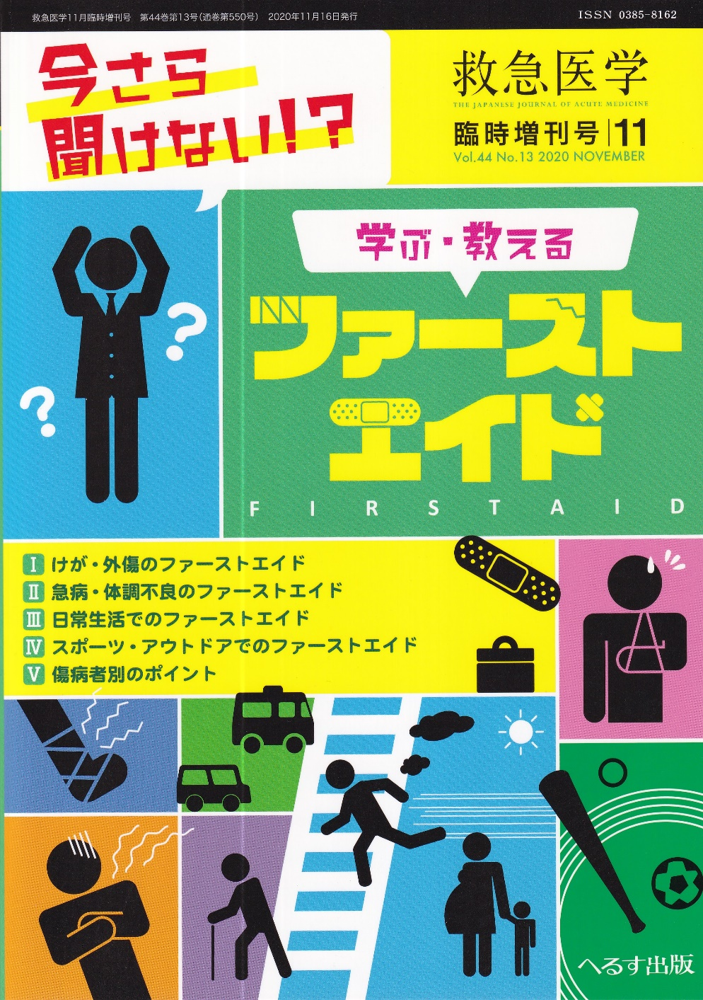 救急医学11月臨時増刊号　第44巻第13号(通巻第550号)　2020年11月16日発行
ISSN 0385-8162
今さら
聞けない!?
救急医学
THE JAPANESE JOURNAL OF ACUTE MEDICINE
臨時増刊号|11
Vol.44 No.13 2020 NOVEMBER
学ぶ・教える
ファースト
エイド
FIRST AID
Ⅰ けが・外傷のファーストエイド
Ⅱ 急病・体調不良のファーストエイド
Ⅲ 日常生活でのファーストエイド
Ⅳ スポーツ・アウトドアでのファーストエイド
Ⅴ 傷病者別のポイント
へるす出版